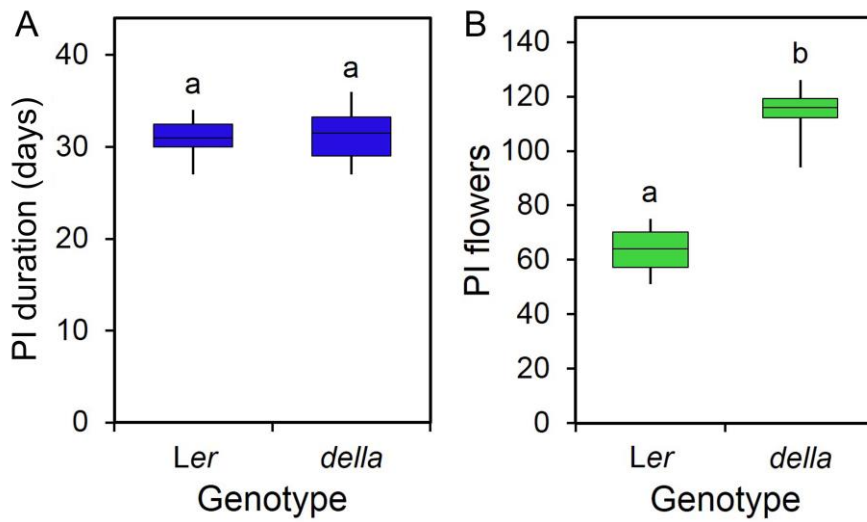 A
PI duration (days)
40
30
20
10
0
a
a
Ler
della
Genotype
B
PI flowers
140
120
100
80
60
40
20
0
a
b
Ler
della
Genotype